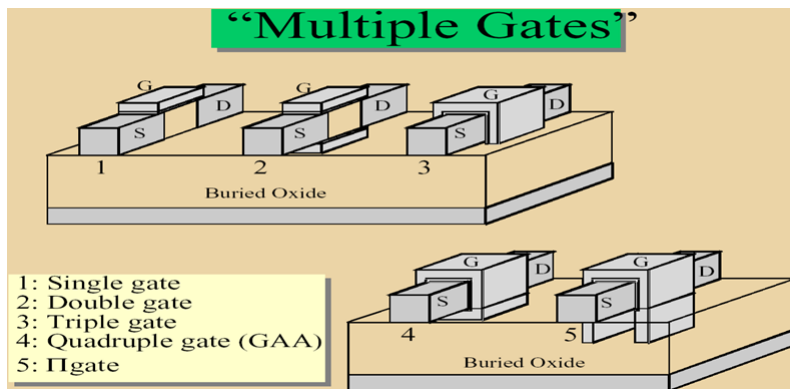 “Multiple Gates”
G G G
D D D
S S S
1 2 3
Buried Oxide
G G
D D
S S
4 5
Buried Oxide
1: Single gate
2: Double gate
3: Triple gate
4: Quadruple gate (GAA)
5: Πgate